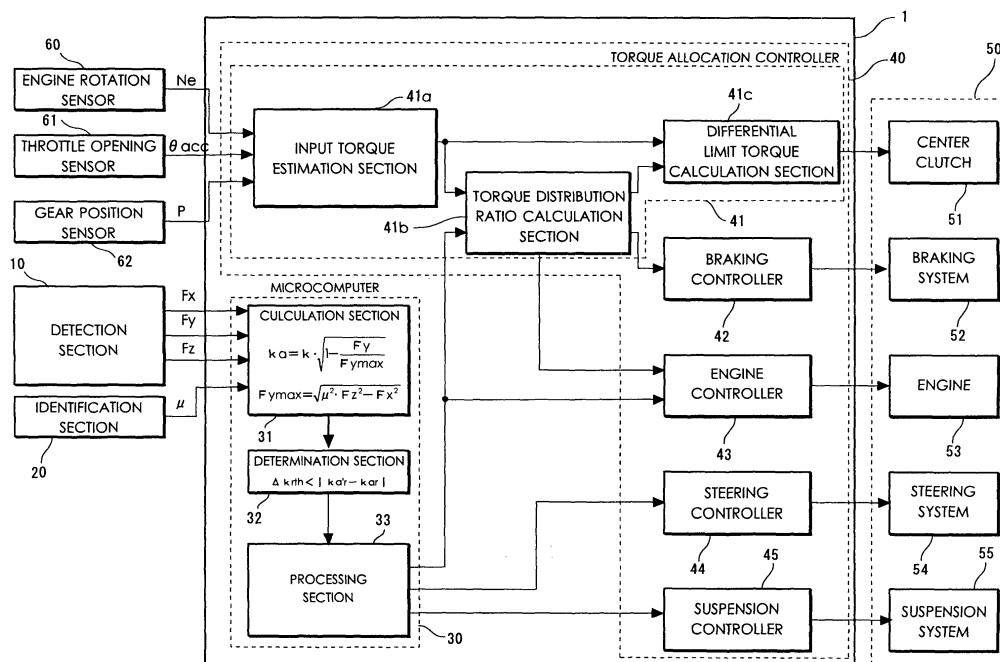 1
60
ENGINE ROTATION
SENSOR
Ne
TORQUE ALLOCATION CONTROLLER
40
50
61
THROTTLE OPENING
SENSOR
θ acc
41a
INPUT TORQUE
ESTIMATION SECTION
41c
DIFFERENTIAL
LIMIT TORQUE
CALCULATION SECTION
CENTER
CLUTCH
51
GEAR POSITION
SENSOR
P
62
41b
TORQUE DISTRIBUTION
RATIO CALCULATION
SECTION
41
BRAKING
CONTROLLER
42
BRAKING
SYSTEM
52
10
DETECTION
SECTION
Fx
Fy
Fz
MICROCOMPUTER
CULCULATION SECTION
ka=k·√1-Fy/Fymax
Fymax=√μ²·Fz²-Fx²
31
ENGINE
CONTROLLER
43
ENGINE
53
IDENTIFICATION
SECTION
μ
20
DETERMINATION SECTION
Δ krth < | ka'r - kar |
32
STEERING
CONTROLLER
44
STEERING
SYSTEM
54
33
PROCESSING
SECTION
30
45
SUSPENSION
CONTROLLER
55
SUSPENSION
SYSTEM